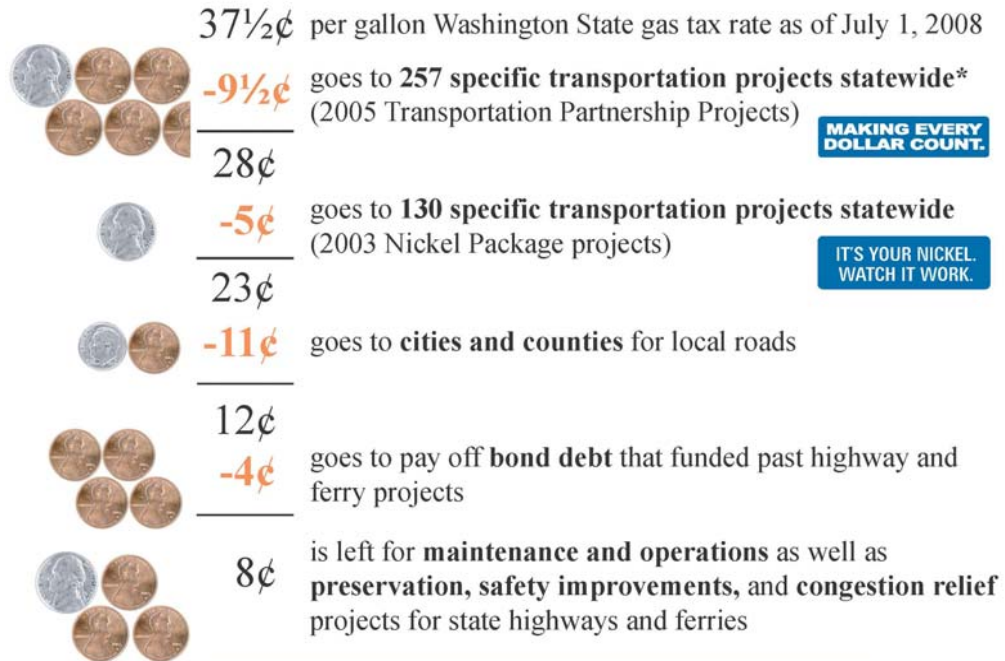 37½¢ per gallon Washington State gas tax rate as of July 1, 2008
-9½¢ goes to 257 specific transportation projects statewide*
(2005 Transportation Partnership Projects)
MAKING EVERY
DOLLAR COUNT.
28¢
-5¢ goes to 130 specific transportation projects statewide
(2003 Nickel Package projects)
IT'S YOUR NICKEL.
WATCH IT WORK.
23¢
-11¢ goes to cities and counties for local roads
12¢
-4¢ goes to pay off bond debt that funded past highway and
ferry projects
8¢ is left for maintenance and operations as well as
preservation, safety improvements, and congestion relief
projects for state highways and ferries